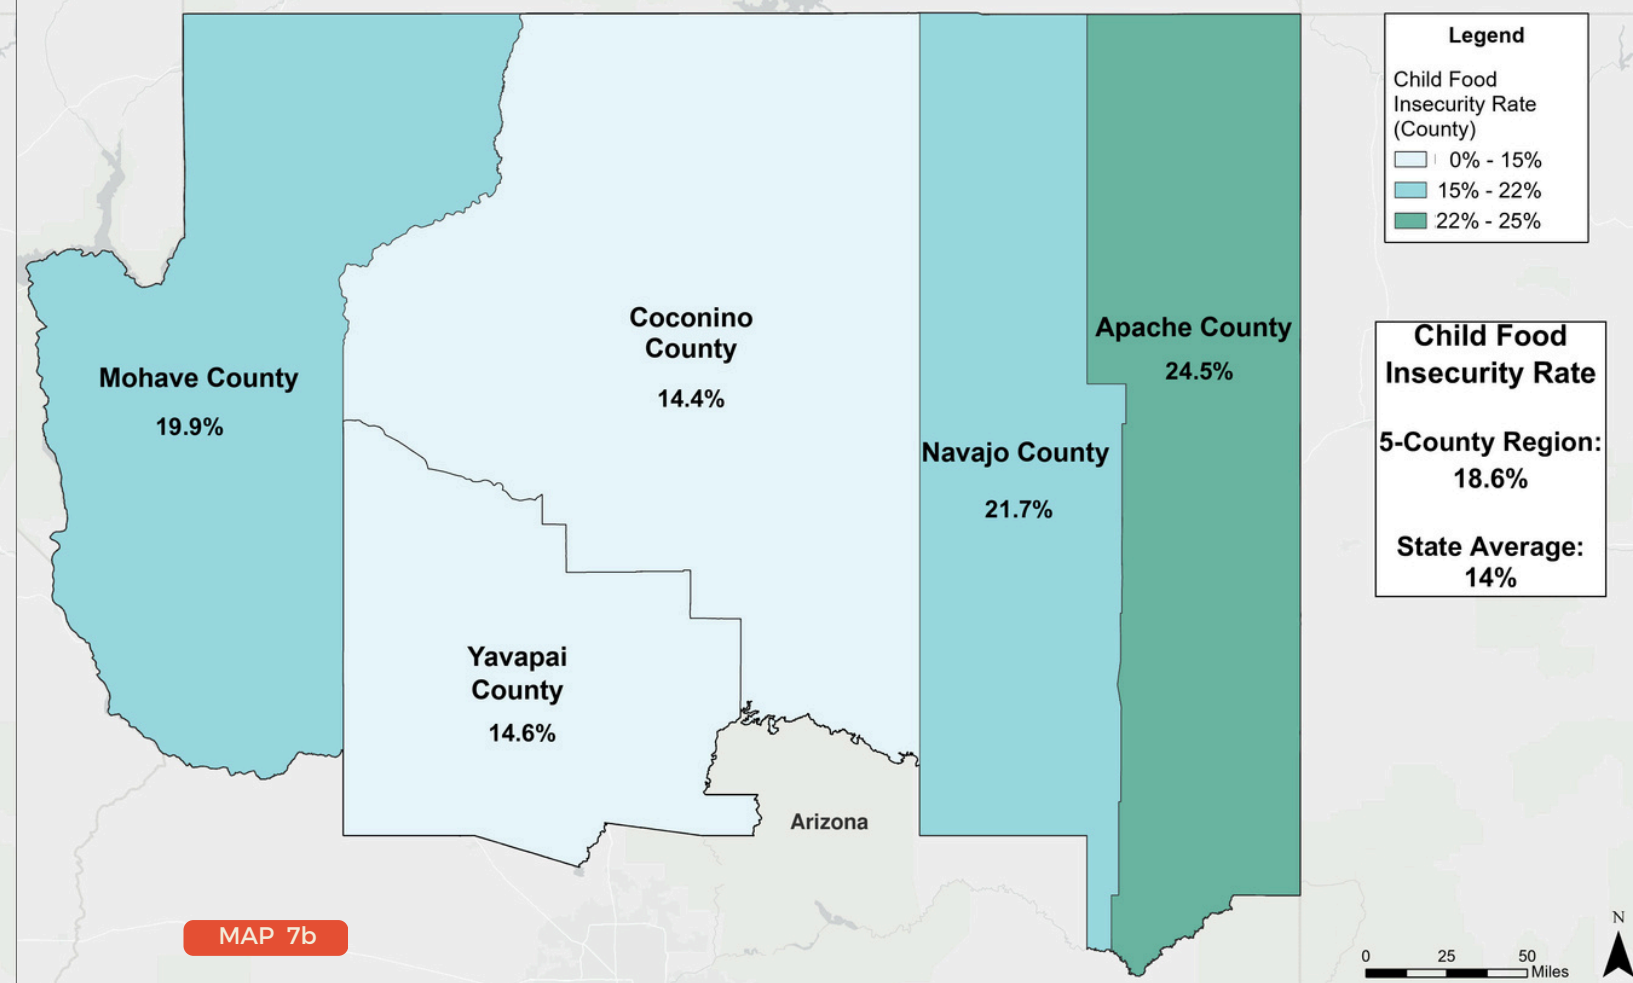 Mohave County
19.9%
Coconino
County
14.4%
Yavapai
County
14.6%
Navajo County
21.7%
Apache County
24.5%
Arizona
MAP 7b
Legend
Child Food
Insecurity Rate
(County)
0% - 15%
15% - 22%
22% - 25%
Child Food
Insecurity Rate
5-County Region:
18.6%
State Average:
14%
N
0 25 50
Miles